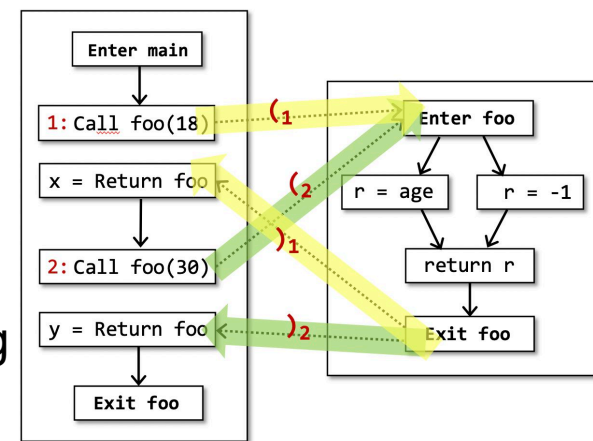 Enter main
1: Call foo(18)
x = Return foo
2: Call foo(30)
y = Return foo
Exit foo
g
(1
(2
)1
)2
Enter foo
r = age
r = -1
return r
Exit foo